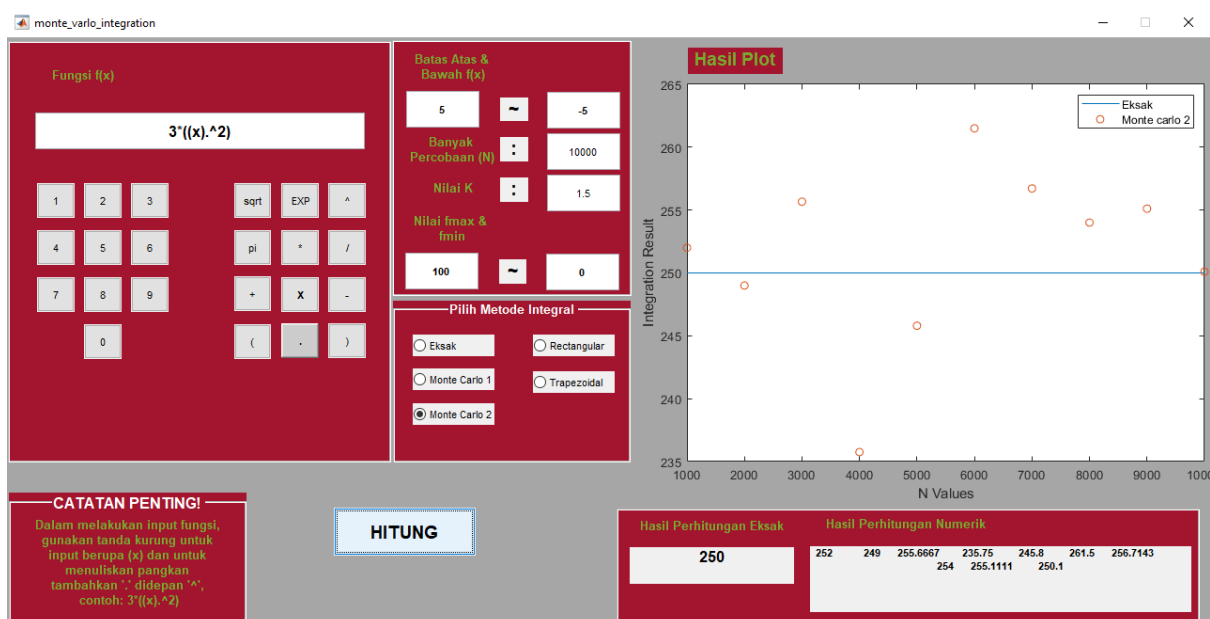 monte_varlo_integration
Fungsi f(x)
3*((x).^2)
1 2 3 sqrt EXP ^
4 5 6 pi * /
7 8 9 + X -
0 ( . )
Batas Atas &
Bawah f(x)
5 ~ -5
Banyak
Percobaan (N) : 10000
Nilai K : 1.5
Nilai fmax &
fmin
100 ~ 0
Pilih Metode Integral
Eksak Rectangular
Monte Carlo 1 Trapezoidal
Monte Carlo 2
Hasil Plot
Eksak
Monte carlo 2
265
260
255
250
245
240
235
Integration Result
1000 2000 3000 4000 5000 6000 7000 8000 9000 1000
N Values
CATATAN PENTING!
Dalam melakukan input fungsi,
gunakan tanda kurung untuk
input berupa (x) dan untuk
menuliskan pangkan
tambahkan '.' didepan '^',
contoh: 3*((x).^2)
HITUNG
Hasil Perhitungan Eksak
250
Hasil Perhitungan Numerik
252 249 255.6667 235.75 245.8 261.5 256.7143
254 255.1111 250.1